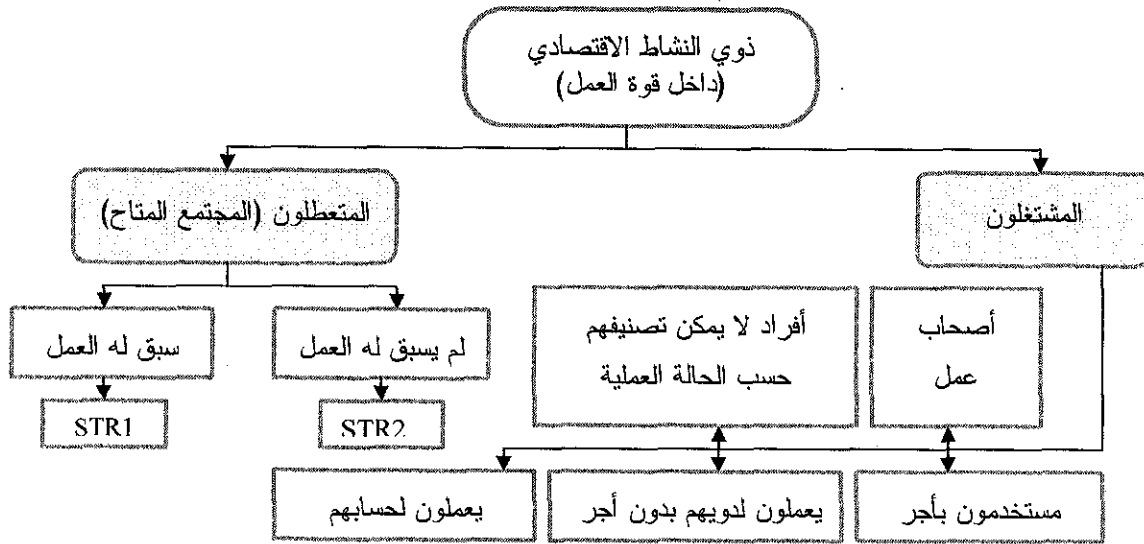 ذوي النشاط الاقتصادي
(داخل قوة العمل)
المشتغلون
المتعطلون (المجتمع المتاح)
أصحاب
عمل
أفراد لا يمكن تصنيفهم
حسب الحالة العملية
لم يسبق له العمل
سبق له العمل
STR2
STR1
مستخدمون بأجر
يعملون لدويهم بدون أجر
يعملون لحسابهم